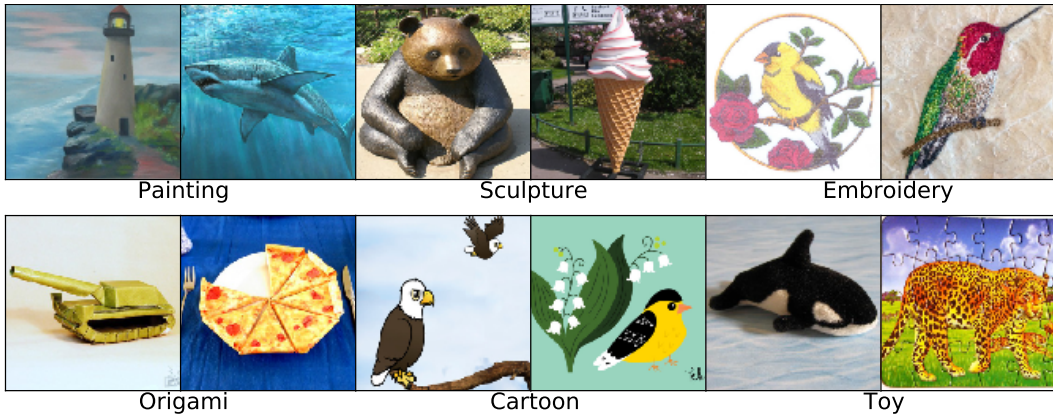 Painting
Sculpture
Embroidery
Origami
Cartoon
Toy